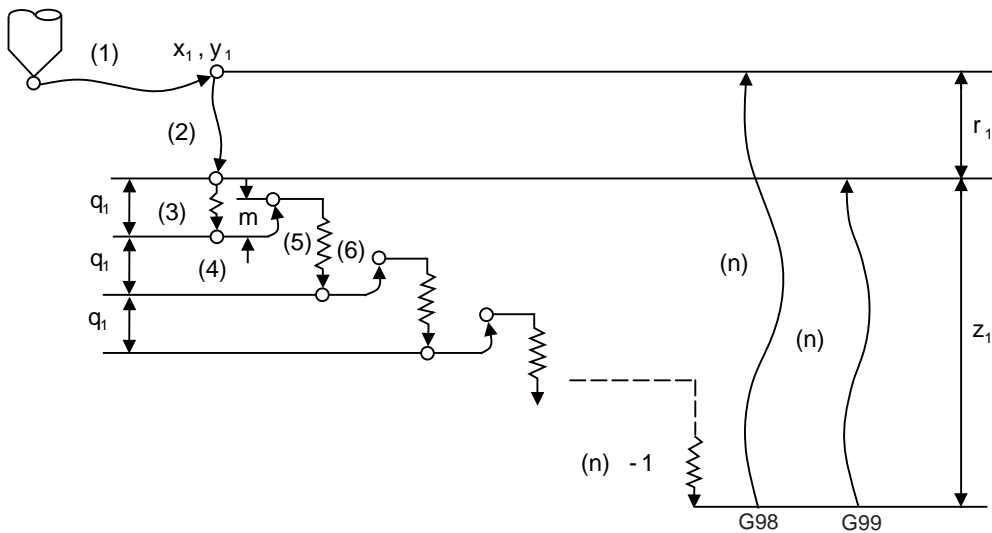 (1)
x1 , y1
(2)
r1
q1
(3)
m
(5)
(6)
q1
(4)
(n)
q1
(n)
z1
(n) - 1
G98
G99